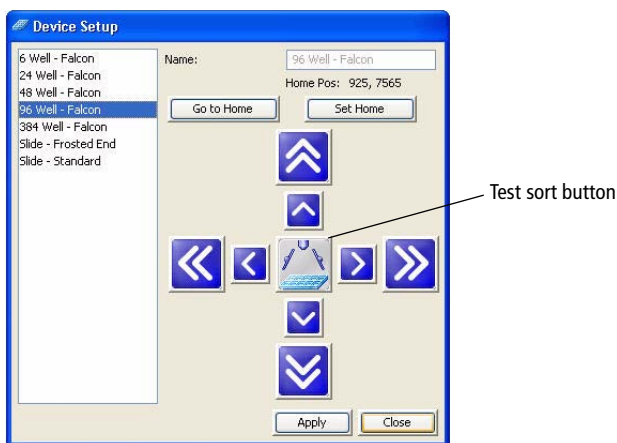 Device Setup
6 Well - Falcon
24 Well - Falcon
48 Well - Falcon
96 Well - Falcon
384 Well - Falcon
Slide - Frosted End
Slide - Standard
Name:
96 Well - Falcon
Home Pos: 925, 7565
Go to Home
Set Home
Test sort button
Apply
Close